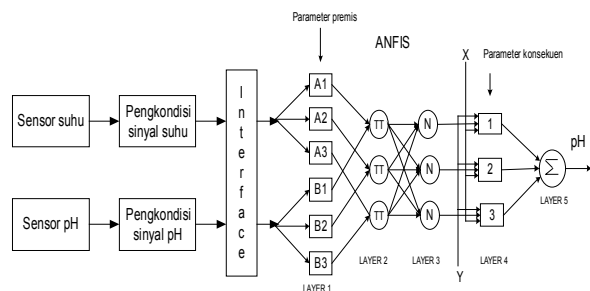 Parameter premis
ANFIS
X
Parameter konsekuen
Sensor suhu
Pengkondisi
sinyal suhu
Sensor pH
Pengkondisi
sinyal pH
Interface
A1
A2
A3
B1
B2
B3
TT
TT
TT
N
N
N
1
2
3
Σ
pH
LAYER 1
LAYER 2
LAYER 3
LAYER 4
LAYER 5
Y